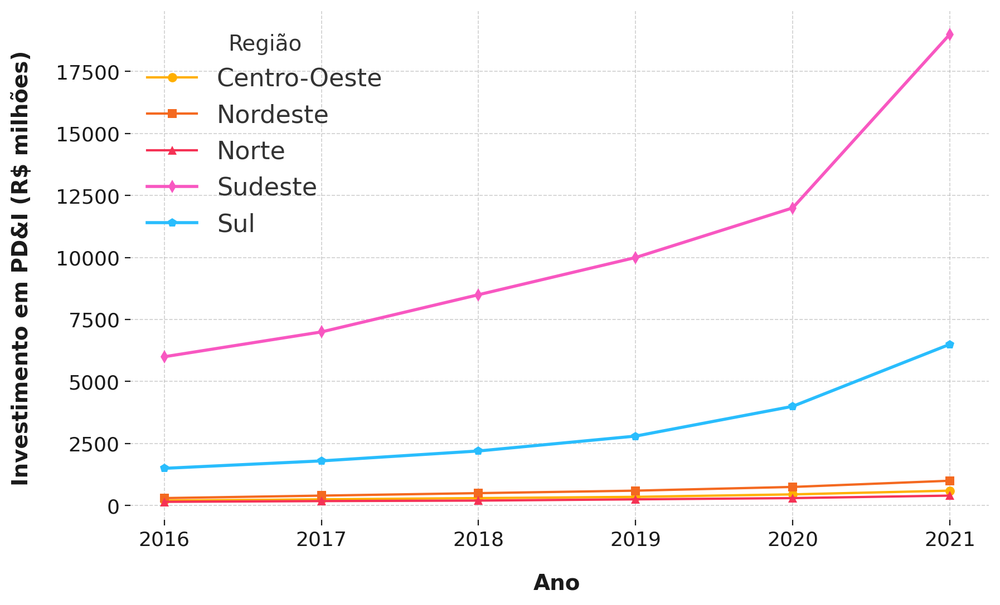 Investimento em PD&I (R$ milhões)
17500
15000
12500
10000
7500
5000
2500
0
Região
Centro-Oeste
Nordeste
Norte
Sudeste
Sul
2016 2017 2018 2019 2020 2021
Ano